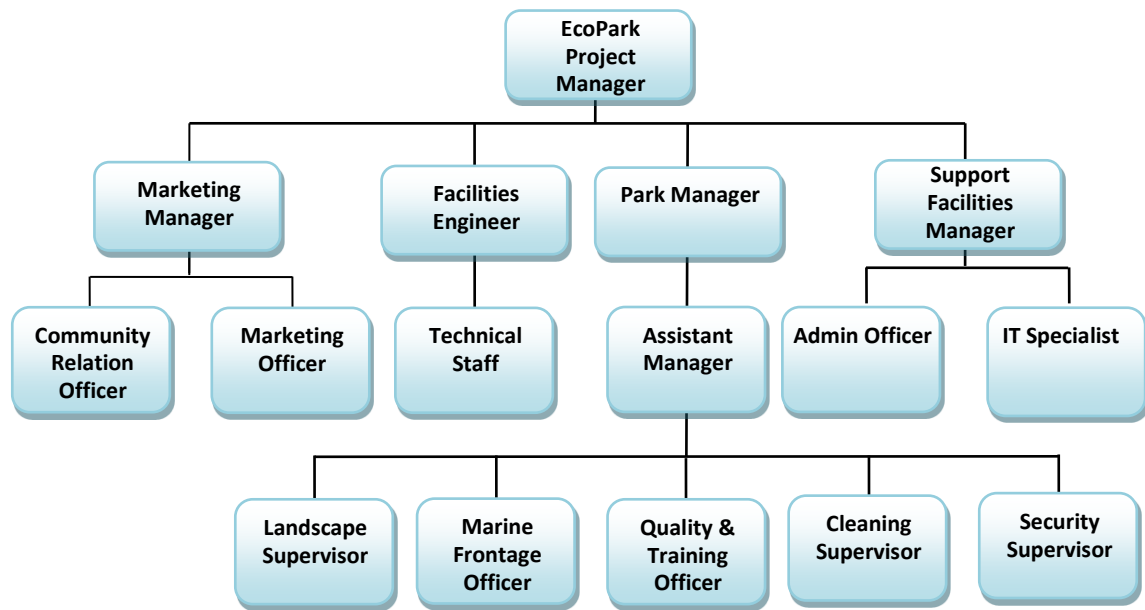 EcoPark
Project
Manager
Marketing
Manager
Facilities
Engineer
Park Manager
Support
Facilities
Manager
Community
Relation
Officer
Marketing
Officer
Technical
Staff
Assistant
Manager
Admin Officer
IT Specialist
Landscape
Supervisor
Marine
Frontage
Officer
Quality &
Training
Officer
Cleaning
Supervisor
Security
Supervisor